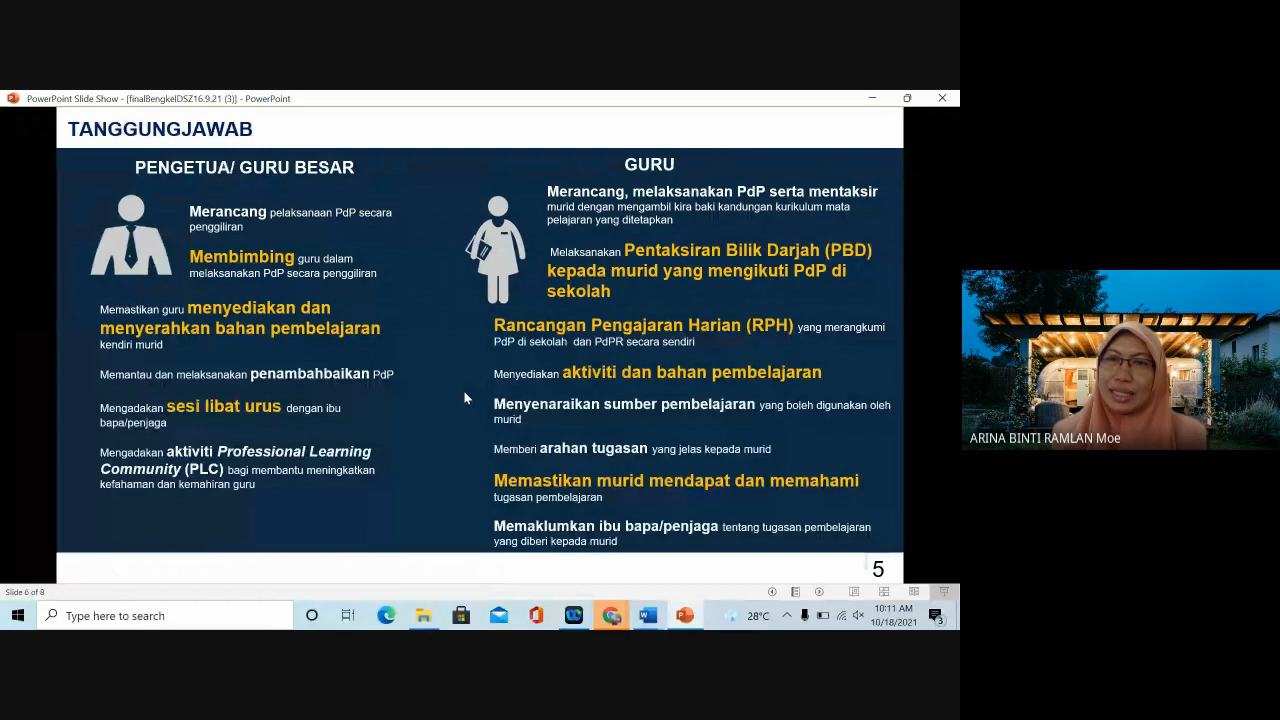 PowerPoint Slide Show - [finalBengkelDSZ16.9.21 (3)] - PowerPoint
TANGGUNGJAWAB
PENGETUA/ GURU BESAR
Merancang pelaksanaan PdP secara
penggiliran
Membimbing guru dalam
melaksanakan PdP secara penggiliran
Memastikan guru menyediakan dan
menyerahkan bahan pembelajaran
kendiri murid
Memantau dan melaksanakan penambahbaikan PdP
Mengadakan sesi libat urus dengan ibu
bapa/penjaga
Mengadakan aktiviti Professional Learning
Community (PLC) bagi membantu meningkatkan
kefahaman dan kemahiran guru
GURU
Merancang, melaksanakan PdP serta mentaksir
murid dengan mengambil kira baki kandungan kurikulum mata
pelajaran yang ditetapkan
Melaksanakan Pentaksiran Bilik Darjah (PBD)
kepada murid yang mengikuti PdP di
sekolah
Rancangan Pengajaran Harian (RPH) yang merangkumi
PdP di sekolah dan PdPR secara sendiri
Menyediakan aktiviti dan bahan pembelajaran
Menyenaraikan sumber pembelajaran yang boleh digunakan oleh
murid
Memberi arahan tugasan yang jelas kepada murid
Memastikan murid mendapat dan memahami
tugasan pembelajaran
Memaklumkan ibu bapa/penjaga tentang tugasan pembelajaran
yang diberi kepada murid
5
Slide 6 of 8
Type here to search
28°C
10:11 AM
10/18/2021
3
ARINA BINTI RAMLAN Moe